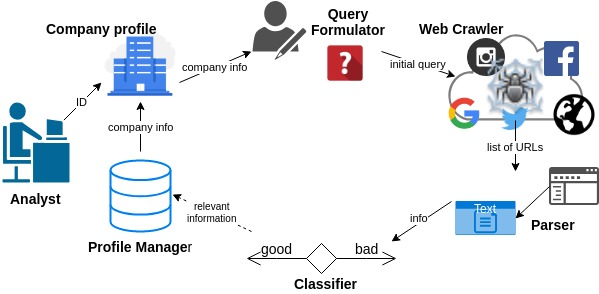 Company profile
Query
Formulator
?
Web Crawler
company info
initial query
f
G
ID
company info
list of URLs
Analyst
relevant
information
info
Text
Parser
Profile Manager
good
bad
Classifier